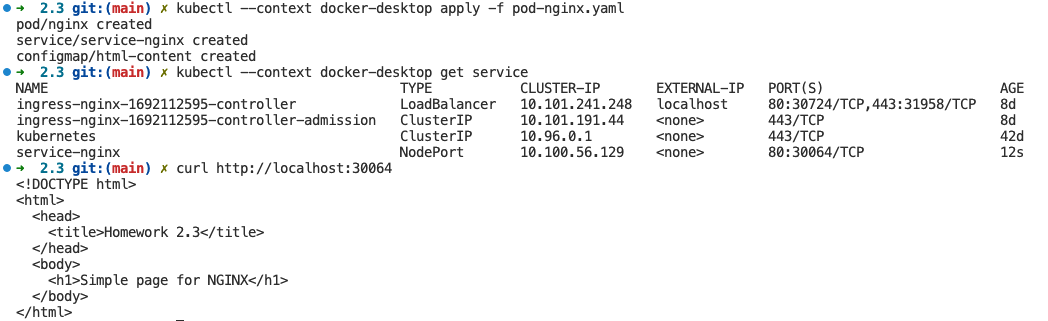 ➜ 2.3 git:(main) ✗ kubectl --context docker-desktop apply -f pod-nginx.yaml
pod/nginx created
service/service-nginx created
configmap/html-content created
➜ 2.3 git:(main) ✗ kubectl --context docker-desktop get service
NAME TYPE CLUSTER-IP EXTERNAL-IP PORT(S) AGE
ingress-nginx-1692112595-controller LoadBalancer 10.101.241.248 localhost 80:30724/TCP,443:31958/TCP 8d
ingress-nginx-1692112595-controller-admission ClusterIP 10.101.191.44 <none> 443/TCP 8d
kubernetes ClusterIP 10.96.0.1 <none> 443/TCP 42d
service-nginx NodePort 10.100.56.129 <none> 80:30064/TCP 12s
➜ 2.3 git:(main) ✗ curl http://localhost:30064
<!DOCTYPE html>
<html>
<head>
<title>Homework 2.3</title>
</head>
<body>
<h1>Simple page for NGINX</h1>
</body>
</html>